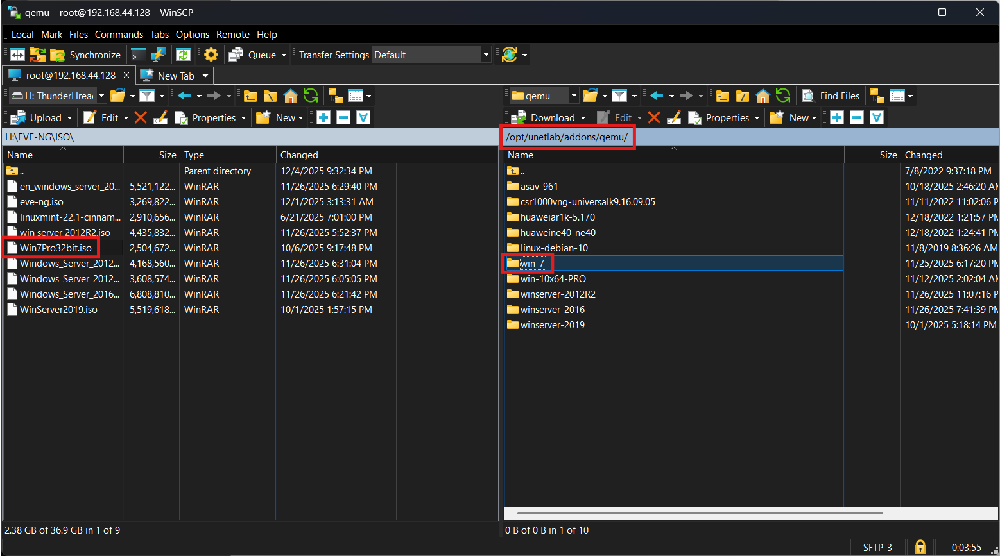 qemu – root@192.168.44.128 – WinSCP
Local Mark Files Commands Tabs Options Remote Help
Synchronize Queue Transfer Settings Default
root@192.168.44.128 × New Tab
H: ThunderHrea qemu Find Files
Upload Edit Properties New Download Edit Properties New
H:\EVE-NG\ISO\ /opt/unetlab/addons/qemu/
Name Size Type Changed Name Size Changed
.. Parent directory 12/4/2025 9:32:34 PM .. 7/8/2022 9:37:18 PM
en_windows_server_20... 5,521,122... WinRAR 11/26/2025 6:29:40 PM asav-961 10/18/2025 2:46:20 AM
eve-ng.iso 3,269,822... WinRAR 12/1/2025 3:13:31 AM csr1000vng-universalk9.16.09.05 11/11/2022 11:02:06 P
linuxmint-22.1-cinnam... 2,910,656... WinRAR 6/21/2025 7:01:00 PM huaweiar1k-5.170 12/18/2022 1:21:57 PM
win server 2012R2.iso 4,435,832... WinRAR 11/26/2025 5:52:37 PM huaweine40-ne40 12/18/2022 1:24:41 PM
Win7Pro32bit.iso 2,504,672... WinRAR 10/6/2025 9:17:48 PM linux-debian-10 11/8/2019 8:36:26 AM
Windows_Server_2012... 4,168,560... WinRAR 11/26/2025 6:31:04 PM win-7 11/25/2025 6:17:20 PM
Windows_Server_2012... 3,608,574... WinRAR 11/26/2025 6:05:05 PM win-10x64-PRO 11/12/2025 2:02:04 AM
Windows_Server_2016... 6,808,810... WinRAR 11/26/2025 6:21:42 PM winserver-2012R2 11/26/2025 11:07:16 P
WinServer2019.iso 5,519,618... WinRAR 10/1/2025 1:57:15 PM winserver-2016 11/26/2025 7:41:39 PM
winserver-2019 10/1/2025 5:18:14 PM
2.38 GB of 36.9 GB in 1 of 9 0 B of 0 B in 1 of 10
SFTP-3 0:03:55